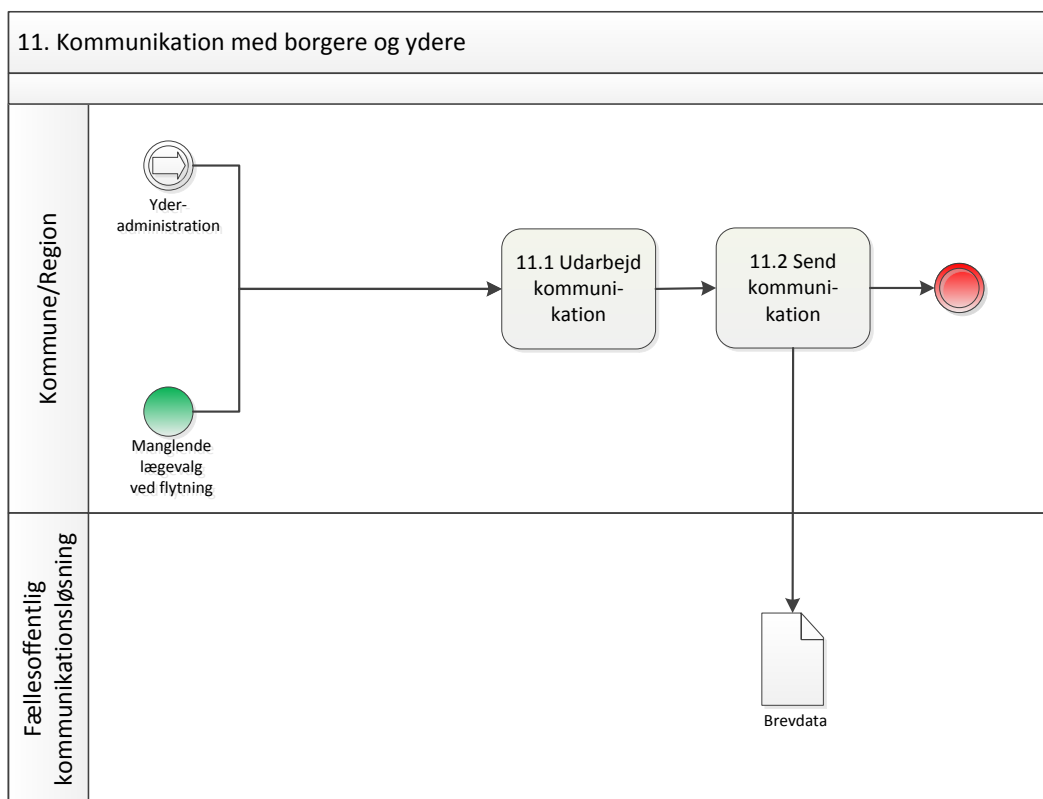 11. Kommunikation med borgere og ydere
Kommune/Region
Yder-
administration
11.1 Udarbejd
kommuni-
kation
11.2 Send
kommuni-
kation
Manglende
lægevalg
ved flytning
Fællesoffentlig
kommunikationsløsning
Brevdata